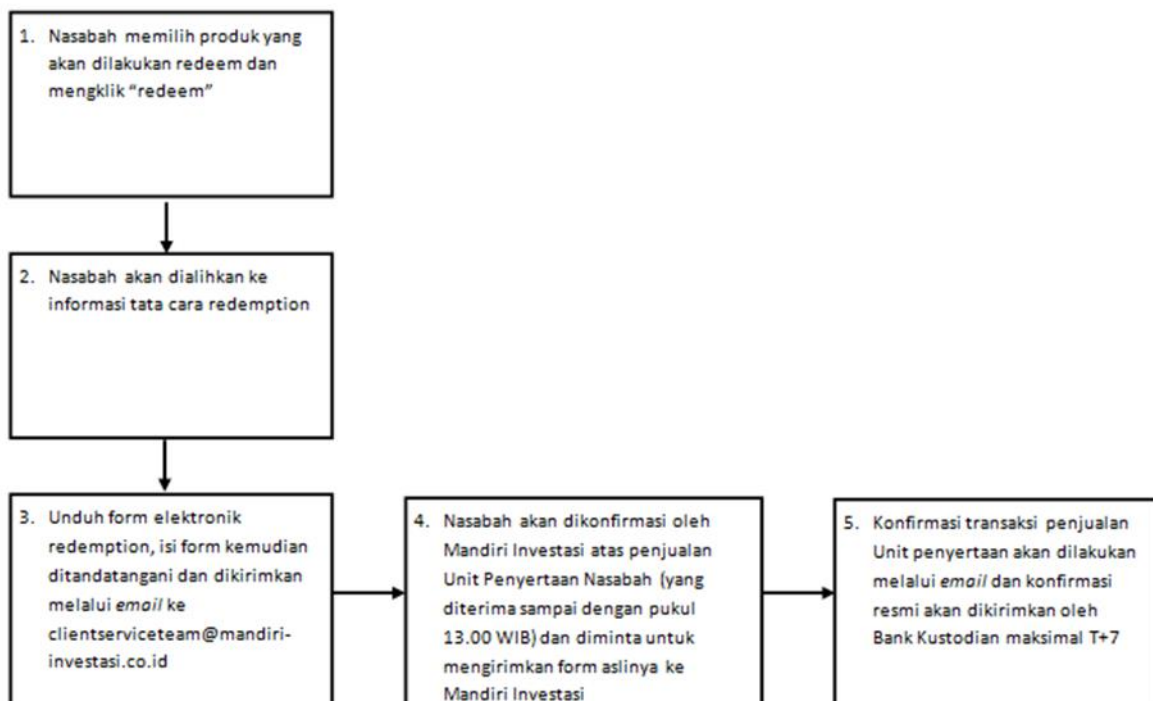 1. Nasabah memilih produk yang
akan dilakukan redeem dan
mengklik “redeem”
2. Nasabah akan dialihkan ke
informasi tata cara redemption
3. Unduh form elektronik
redemption, isi form kemudian
ditandatangani dan dikirimkan
melalui email ke
clientserviceteam@mandiri-
investasi.co.id
4. Nasabah akan dikonfirmasi oleh
Mandiri Investasi atas penjualan
Unit Penyertaan Nasabah (yang
diterima sampai dengan pukul
13.00 WIB) dan diminta untuk
mengirimkan form aslinya ke
Mandiri Investasi
5. Konfirmasi transaksi penjualan
Unit penyertaan akan dilakukan
melalui email dan konfirmasi
resmi akan dikirimkan oleh
Bank Kustodian maksimal T+7